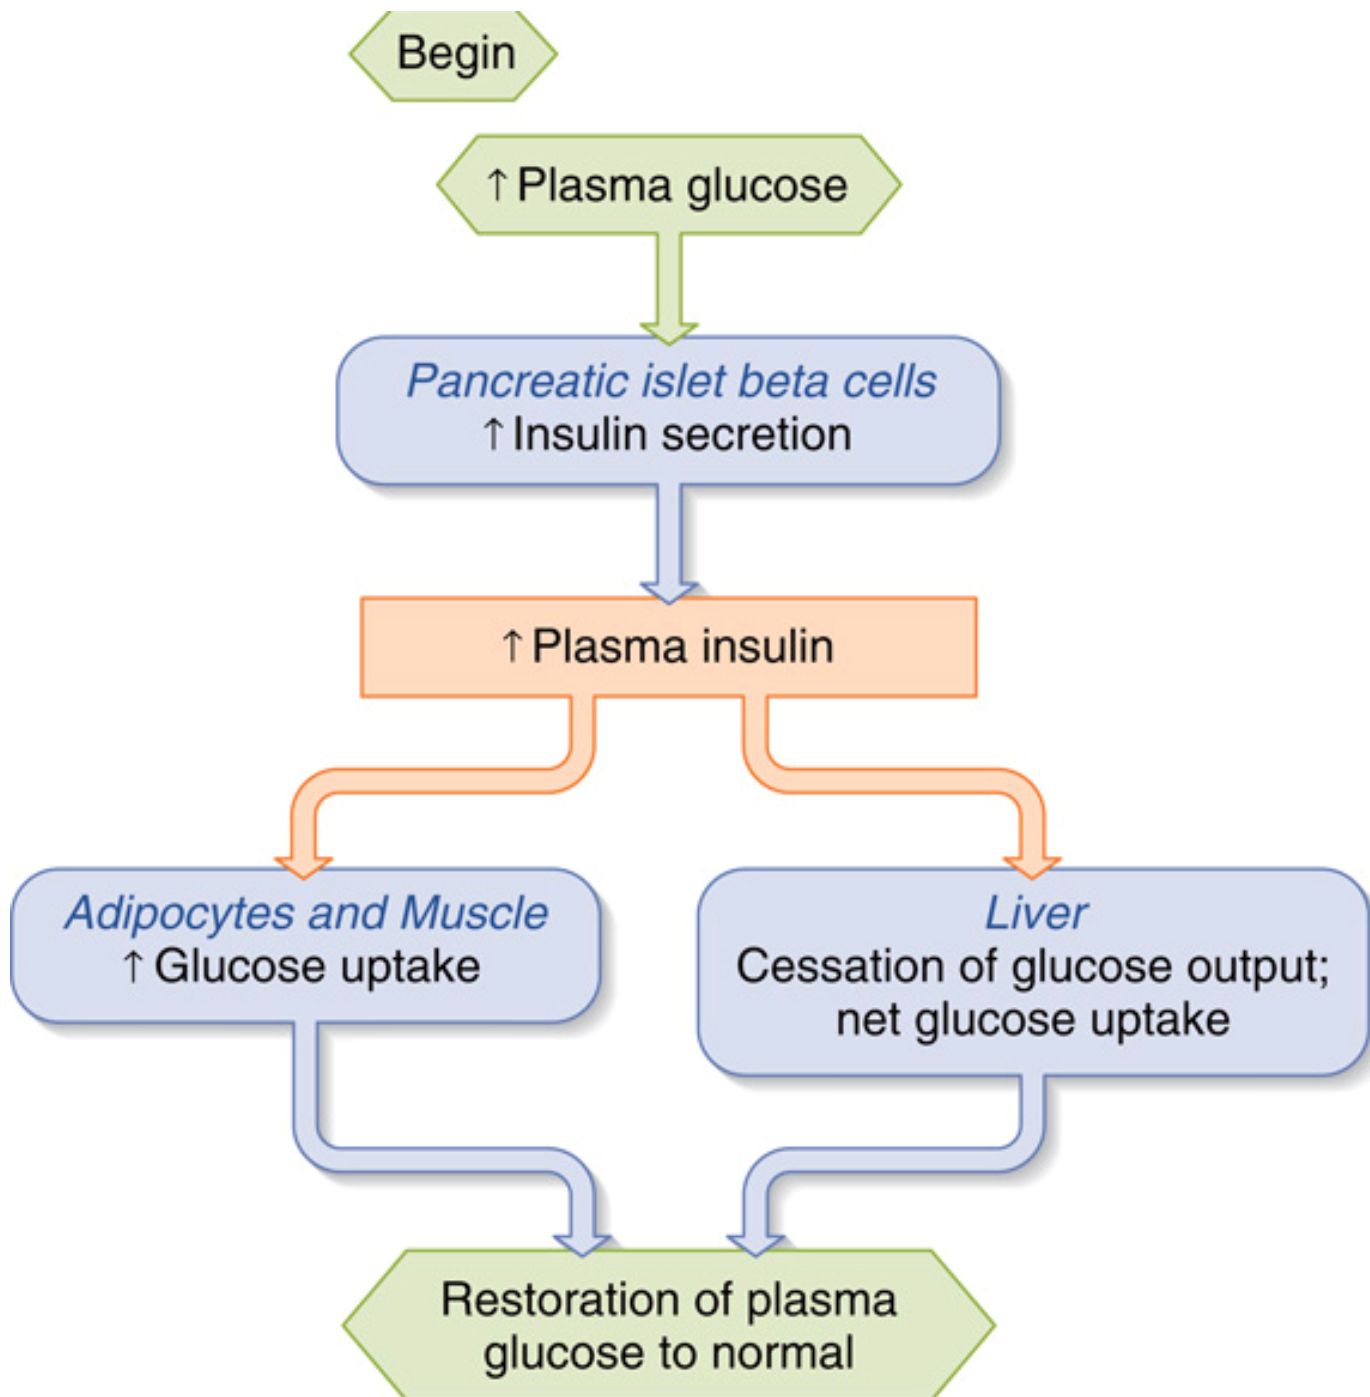 Begin
↑ Plasma glucose
Pancreatic islet beta cells
↑ Insulin secretion
↑ Plasma insulin
Adipocytes and Muscle
↑ Glucose uptake
Liver
Cessation of glucose output;
net glucose uptake
Restoration of plasma
glucose to normal